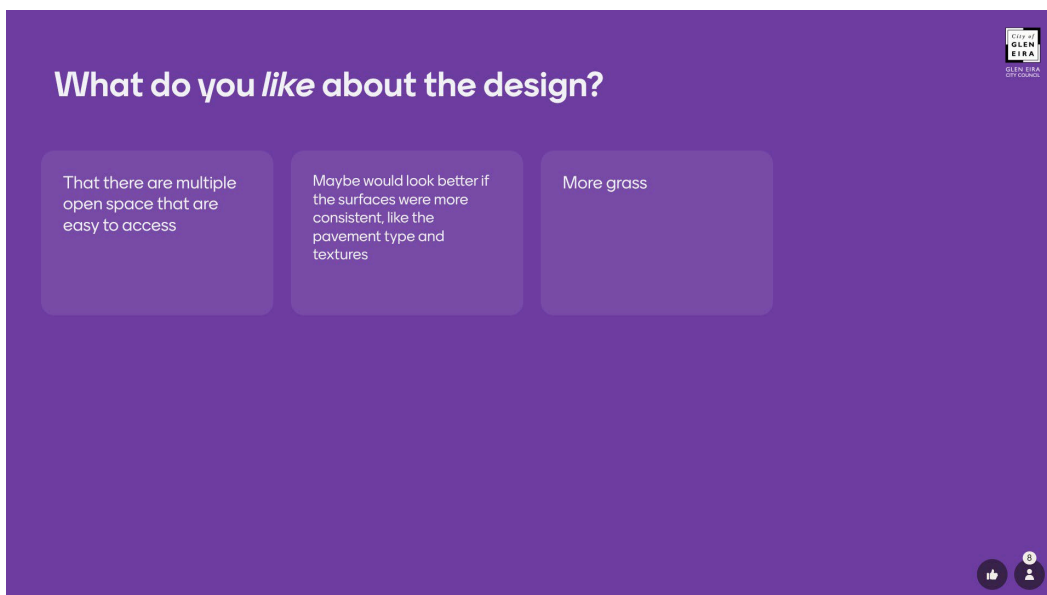 City of
GLEN
EIRA
GLEN EIRA
CITY COUNCIL
What do you like about the design?
That there are multiple
open space that are
easy to access
Maybe would look better if
the surfaces were more
consistent, like the
pavement type and
textures
More grass
8